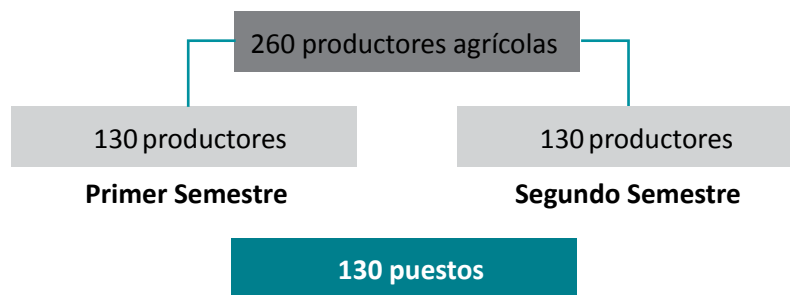 260 productores agrícolas
130 productores
130 productores
Primer Semestre
Segundo Semestre
130 puestos